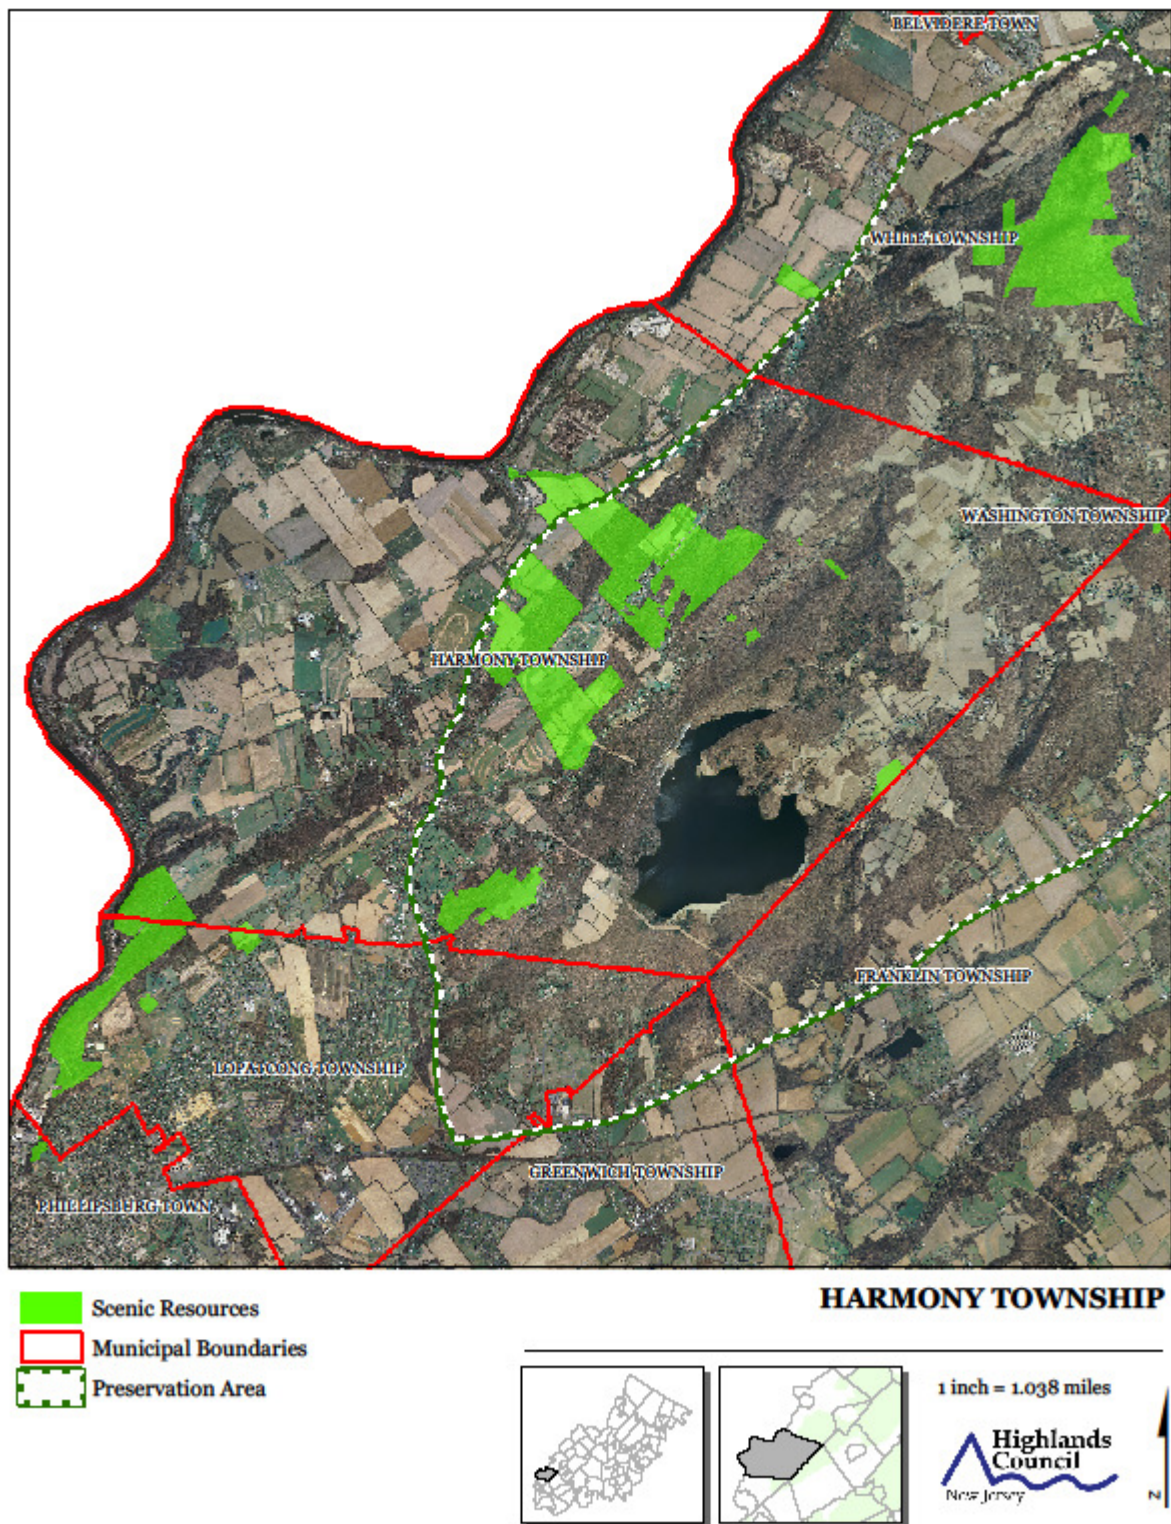 BELVIDERE TOWN
WHITE TOWNSHIP
WASHINGTON TOWNSHIP
HARMONY TOWNSHIP
FRANKLIN TOWNSHIP
LOPATCONG TOWNSHIP
GREENWICH TOWNSHIP
PHILLIPSBURG TOWN
HARMONY TOWNSHIP
Scenic Resources
Municipal Boundaries
Preservation Area
1 inch = 1.038 miles
Highlands
Council
New Jersey
N